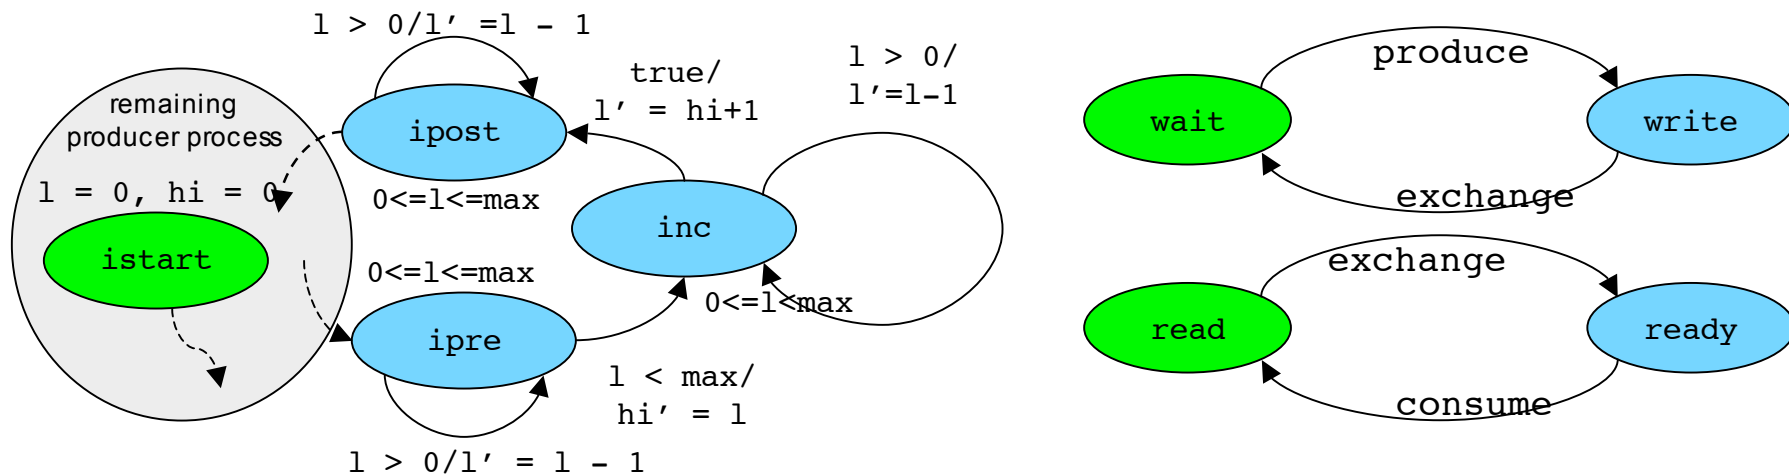 l > 0/l' =l - 1
remaining
producer process
l = 0, hi = 0
istart
ipost
0<=l<=max
true/
l' = hi+1
l > 0/
l'=l-1
inc
0<=l<max
0<=l<=max
ipre
l < max/
hi' = l
l > 0/l' = l - 1
produce
wait
write
exchange
exchange
read
ready
consume